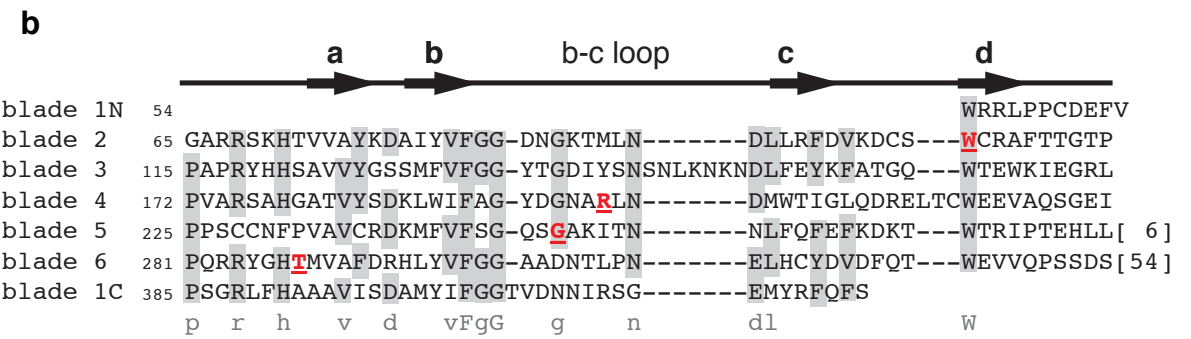 b
a b b-c loop c d
blade 1N 54 WRRLPPCDEFV
blade 2 65 GARRSKHTVVAYKDAIYVFGG-DNGKTMLN-------DLLRFDVKDCS---WCRAFTTGTP
blade 3 115 PAPRYHHSAVVYGSSMFVFGG-YTGDIYSNSNLKNKNDLFEYKFATGQ---WTEWKIEGRL
blade 4 172 PVARSAHGATVYSDKLWIFAG-YDGNARLN-------DMWTIGLQDRELTCWEEVAQSGEI
blade 5 225 PPSCCNFPVAVCRDKMFVFSG-QSGAKITN-------NLFQFEFKDKT---WTRIPTEHLL[ 6]
blade 6 281 PQRRYGHTMVAFDRHLYVFGG-AADNTLPN-------ELHCYDVDFQT---WEVVQPSSDS[54]
blade 1C 385 PSGRLFHAAAVISDAMYIFGGTVDNNIRSG-------EMYRFQFS
p r h v d vFgG g n dl W